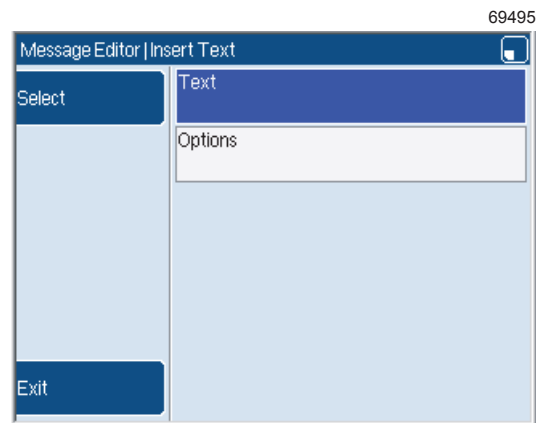 69495
Message Editor | Insert Text
Select
Text
Options
Exit